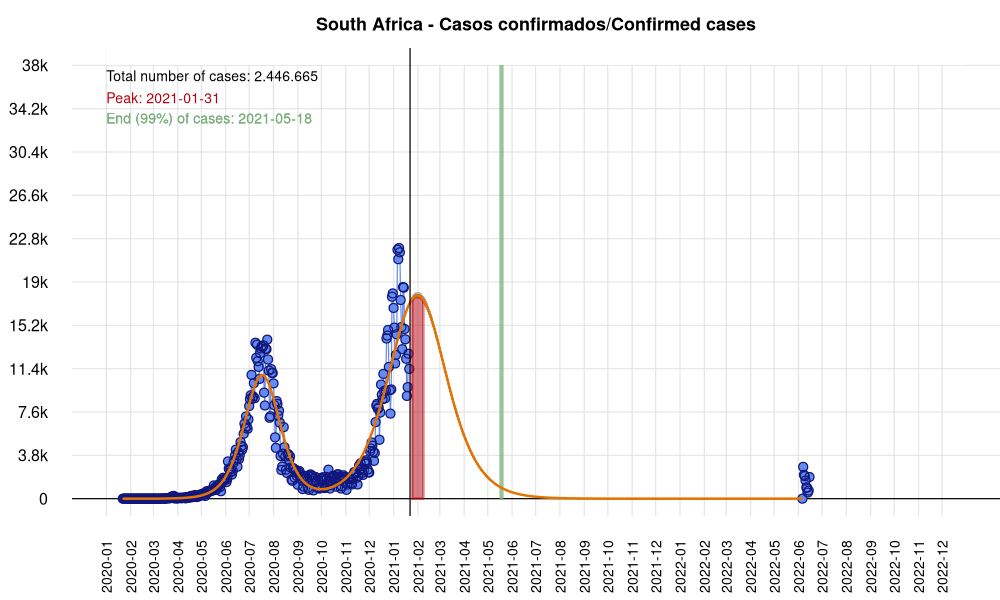 South Africa - Casos confirmados/Confirmed cases
Total number of cases: 2.446.665
Peak: 2021-01-31
End (99%) of cases: 2021-05-18
38k
34.2k
30.4k
26.6k
22.8k
19k
15.2k
11.4k
7.6k
3.8k
0
2020-01
2020-02
2020-03
2020-04
2020-05
2020-06
2020-07
2020-08
2020-09
2020-10
2020-11
2020-12
2021-01
2021-02
2021-03
2021-04
2021-05
2021-06
2021-07
2021-08
2021-09
2021-10
2021-11
2021-12
2022-01
2022-02
2022-03
2022-04
2022-05
2022-06
2022-07
2022-08
2022-09
2022-10
2022-11
2022-12